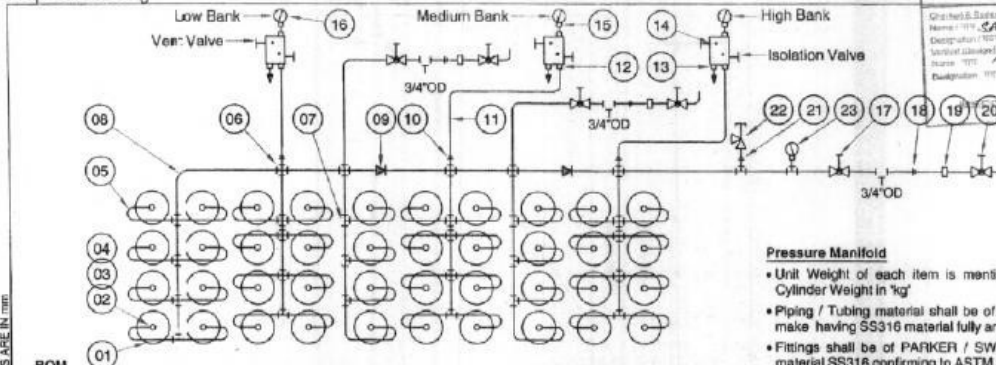 Low Bank
16
Medium Bank
15
14
High Bank
Vent Valve
12
13
Isolation Valve
3/4"OD
3/4"OD
08
06
07
09
10
11
22
21
23
17
18
19
20
3/4"OD
05
04
03
02
01
Pressure Manifold
• Unit Weight of each item is menti
Cylinder Weight in 'kg'
• Piping / Tubing material shall be of
make having SS316 material fully an
• Fittings shall be of PARKER / SW
material SS316 confirming to ASTM
S ARE IN mm
BOM